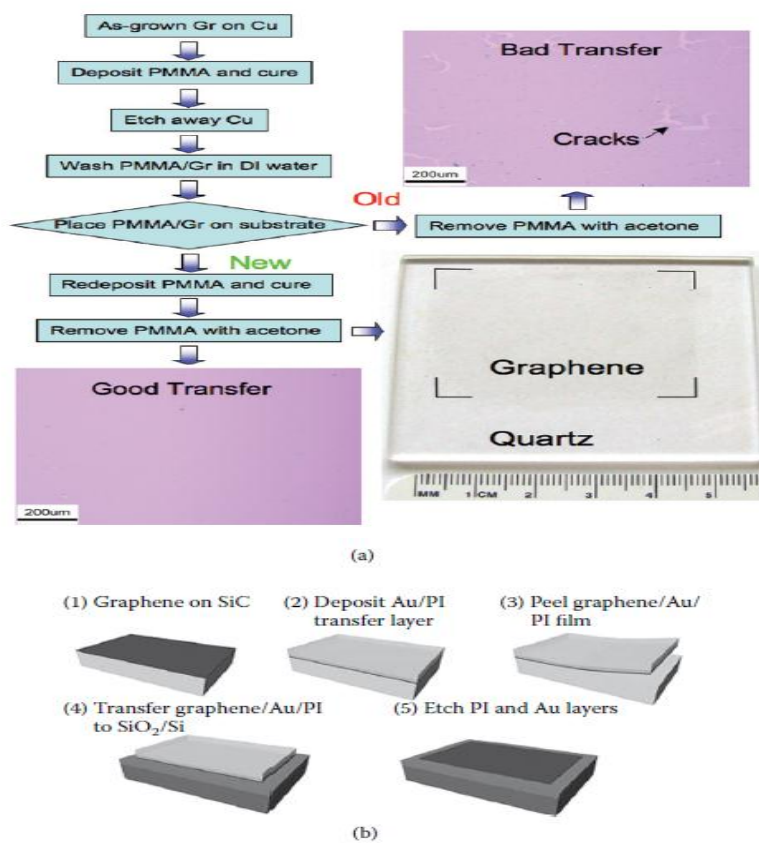 As-grown Gr on Cu
Deposit PMMA and cure
Etch away Cu
Wash PMMA/Gr in DI water
Place PMMA/Gr on substrate
Old
Remove PMMA with acetone
Bad Transfer
Cracks
200um
New
Redeposit PMMA and cure
Remove PMMA with acetone
Good Transfer
200um
Graphene
Quartz
MM 1 CM 2 3 4 5
(a)
(1) Graphene on SiC
(2) Deposit Au/PI
transfer layer
(3) Peel graphene/Au/
PI film
(4) Transfer graphene/Au/PI
to SiO₂/Si
(5) Etch PI and Au layers
(b)